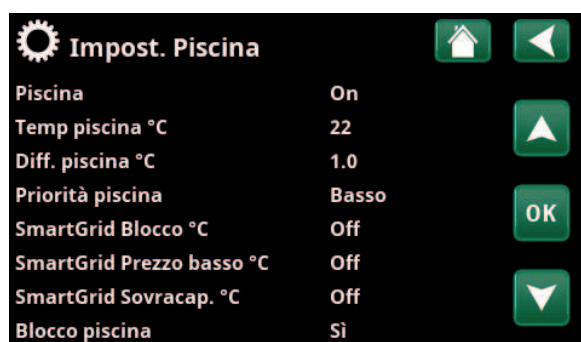 Impost. Piscina
Piscina On
Temp piscina °C 22
Diff. piscina °C 1.0
Priorità piscina Basso
SmartGrid Blocco °C Off
SmartGrid Prezzo basso °C Off
SmartGrid Sovracap. °C Off
Blocco piscina Sì
OK